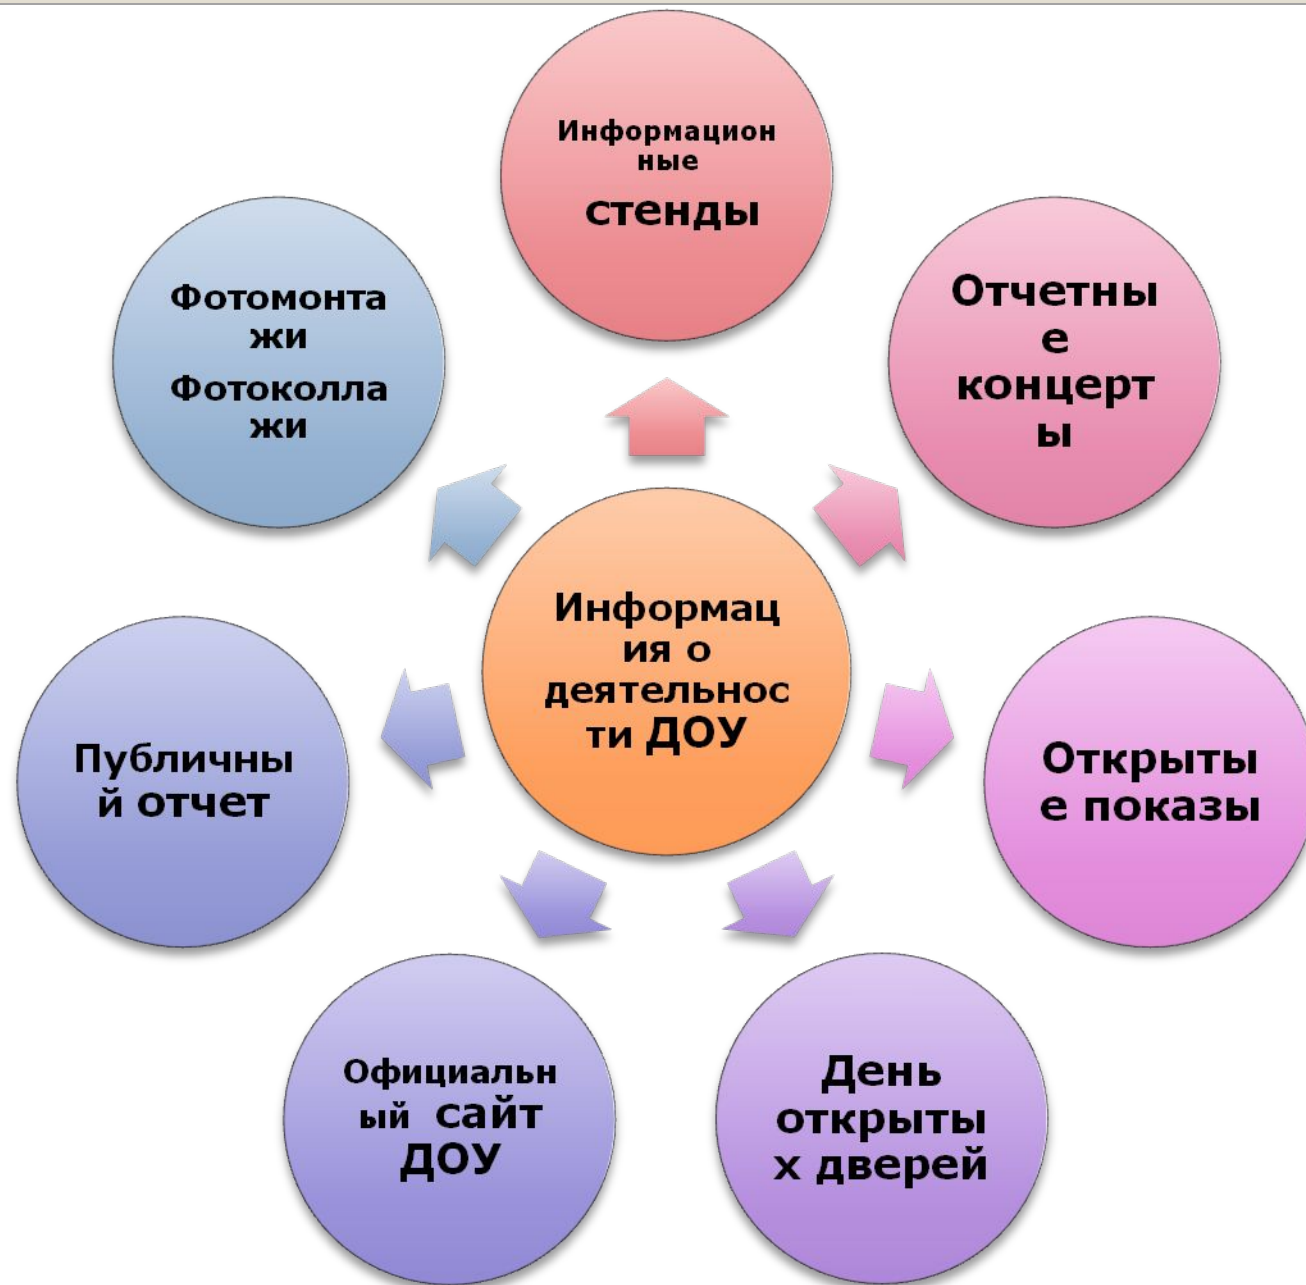 Информацион
ные
стенды
Отчетны
е
концерт
ы
Открыты
е показы
День
открыты
х дверей
Официальн
ый сайт
ДОУ
Публичны
й отчет
Фотомонта
жи
Фотоколла
жи
Информац
ия о
деятельнос
ти ДОУ